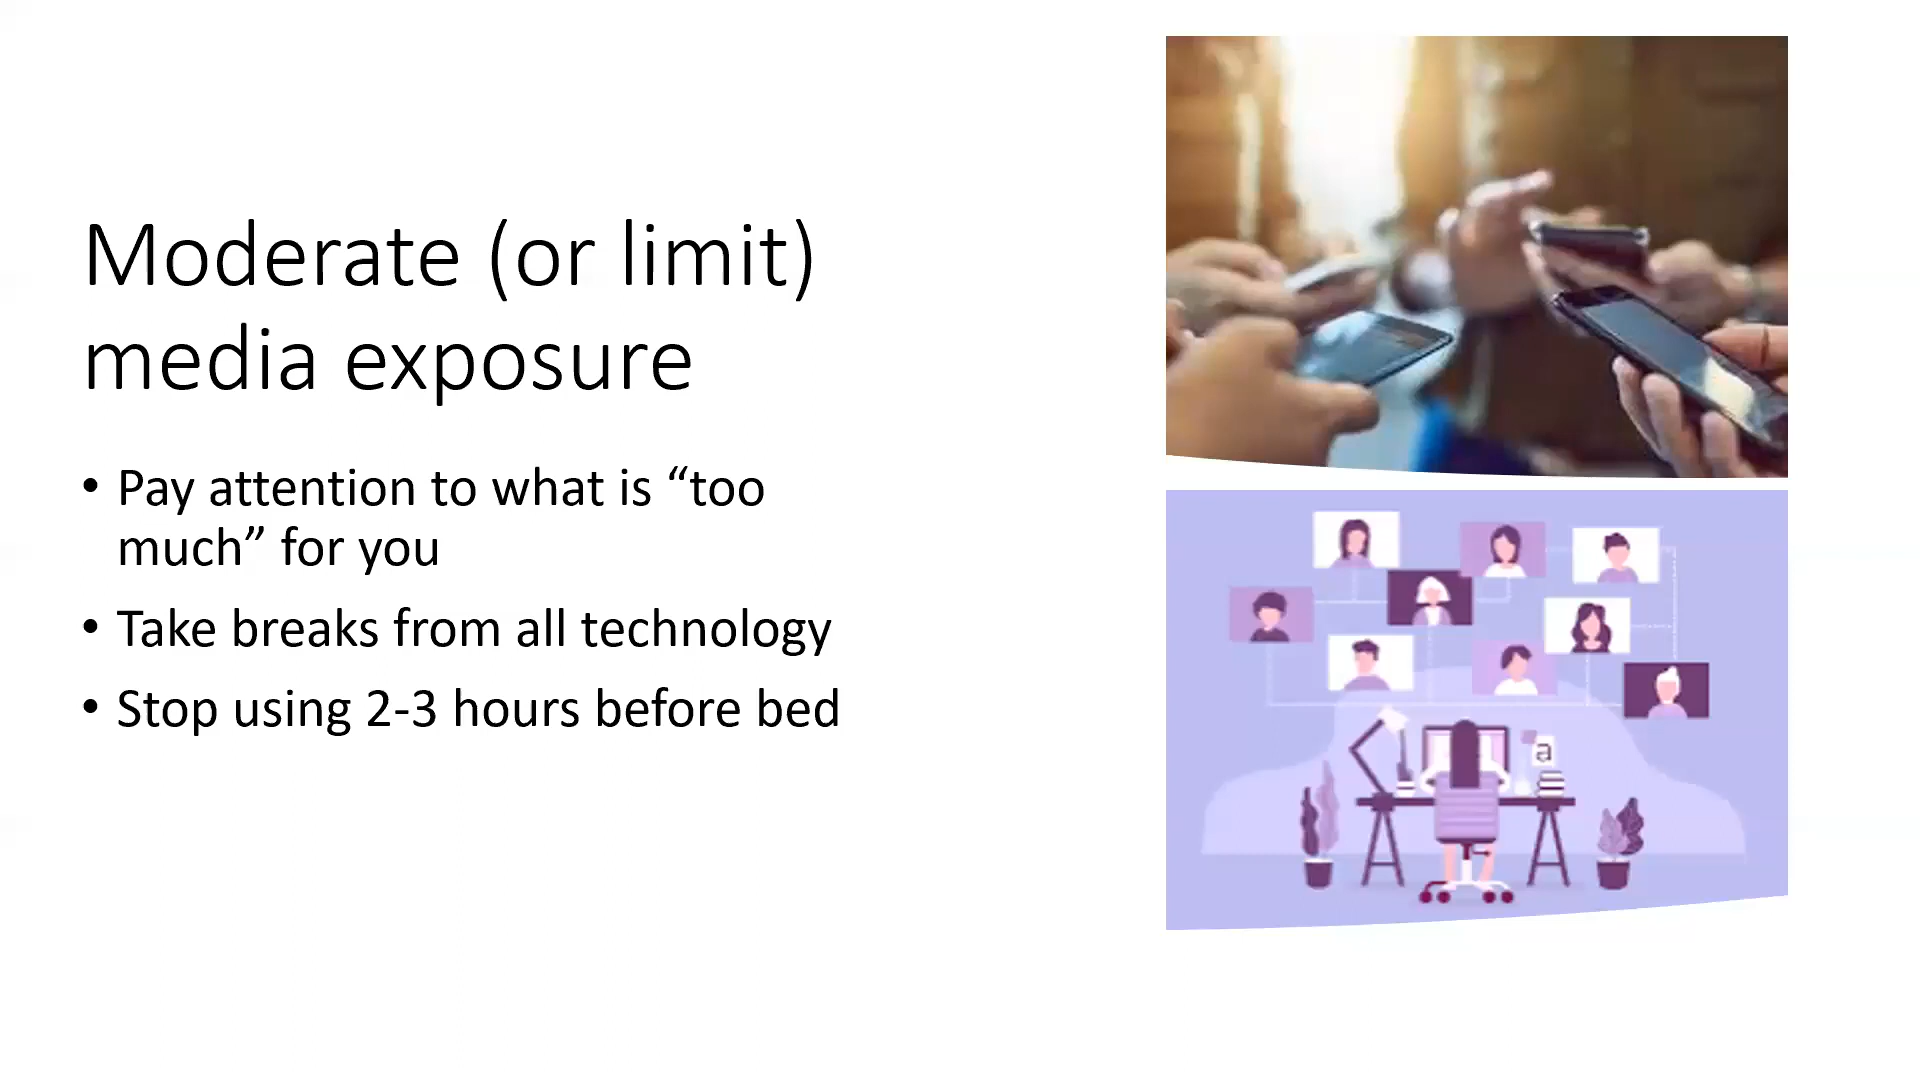 Moderate (or limit)
media exposure
• Pay attention to what is “too
much” for you
• Take breaks from all technology
• Stop using 2-3 hours before bed
a